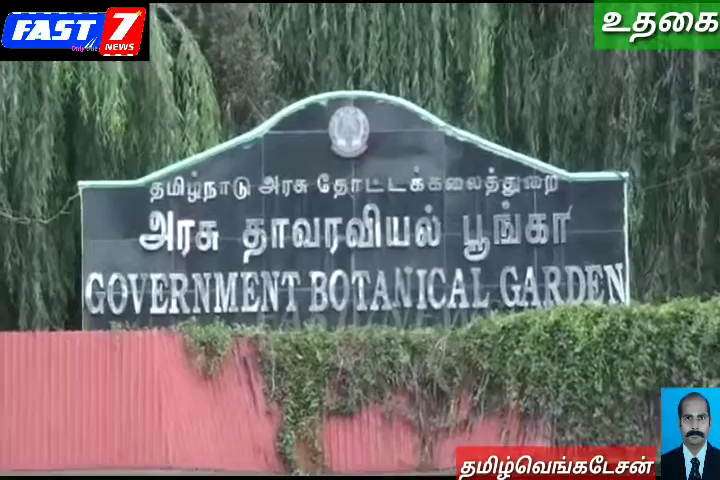 FAST 7
NEWS
உதகை
தமிழ்நாடு அரசு தோட்டக்கலைத்துறை
அரசு தாவரவியல் பூங்கா
GOVERNMENT BOTANICAL GARDEN
தமிழ்வெங்கடேசன்